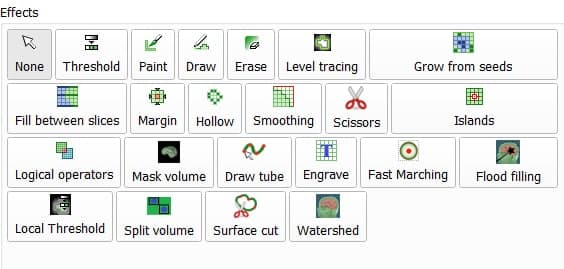 Effects
None Threshold Paint Draw Erase Level tracing Grow from seeds
Fill between slices Margin Hollow Smoothing Scissors Islands
Logical operators Mask volume Draw tube Engrave Fast Marching Flood filling
Local Threshold Split volume Surface cut Watershed